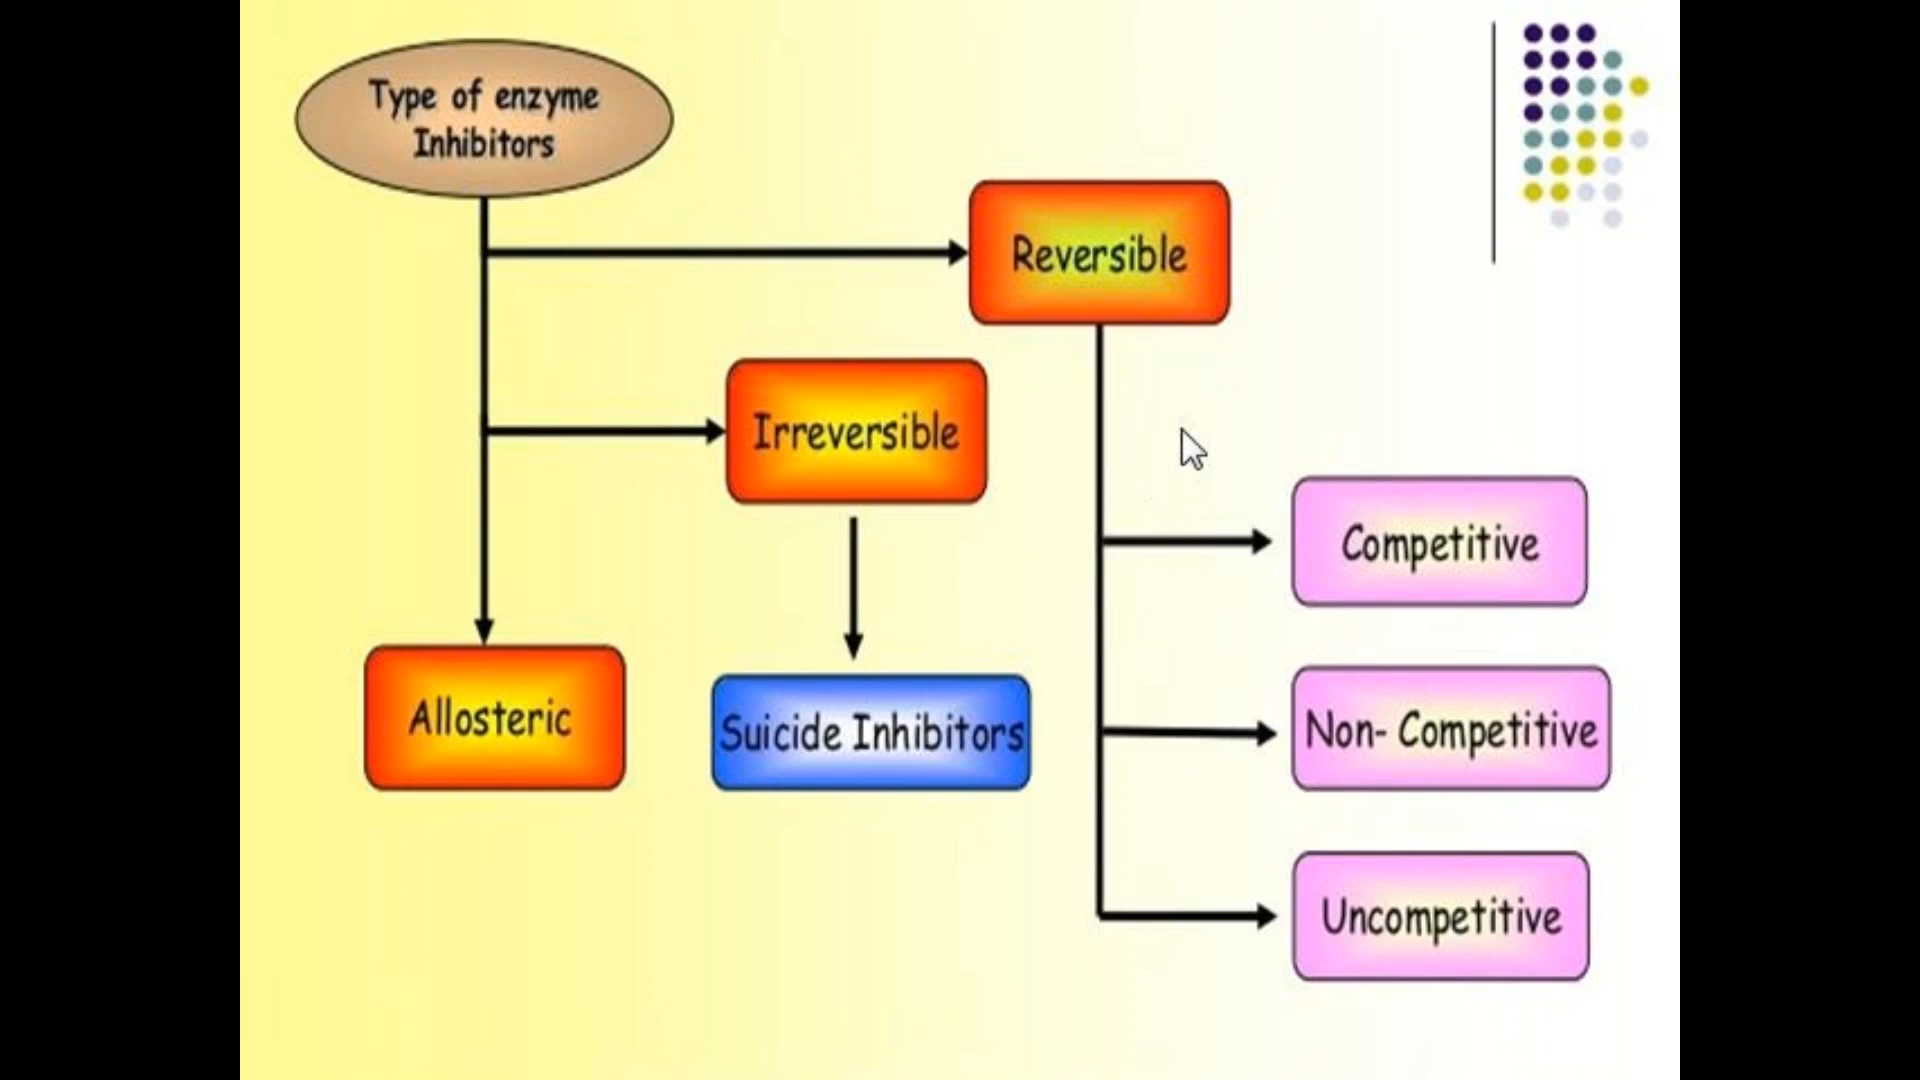 Type of enzyme
Inhibitors
Reversible
Irreversible
Competitive
Allosteric
Suicide Inhibitors
Non- Competitive
Uncompetitive